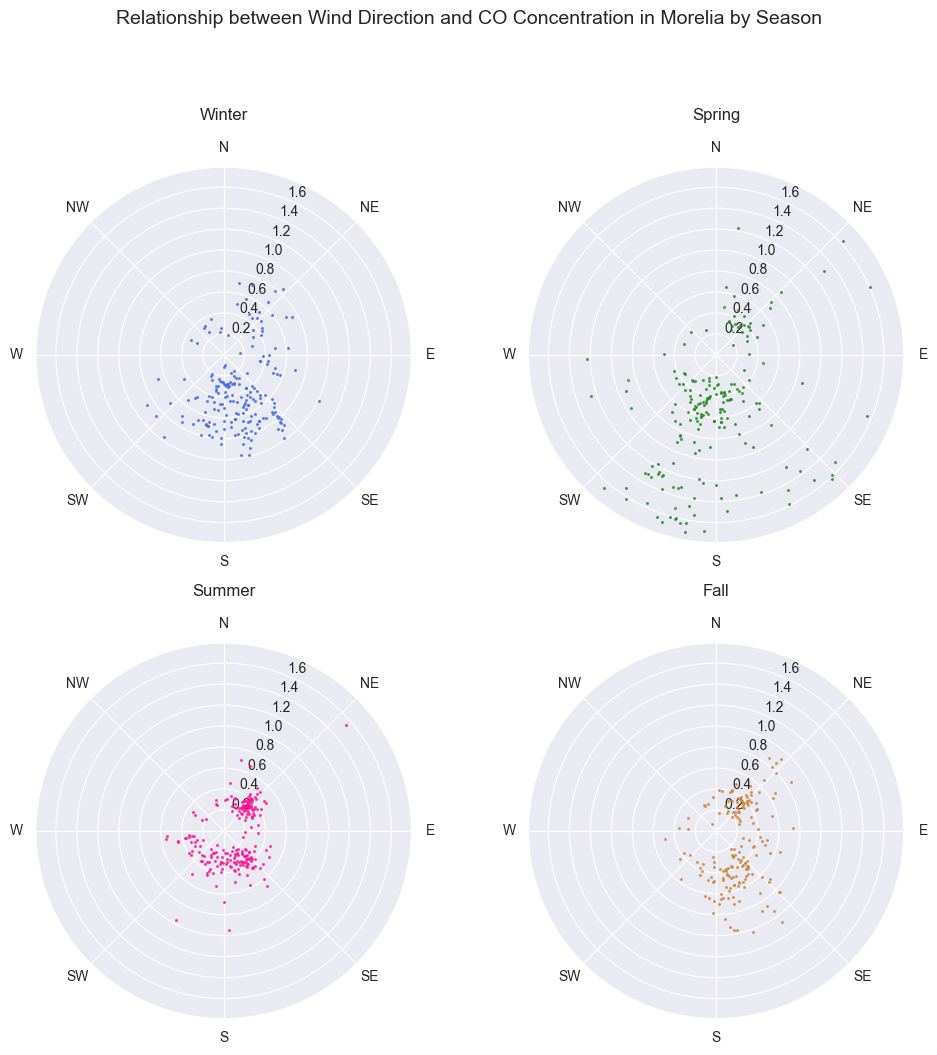 Relationship between Wind Direction and CO Concentration in Morelia by Season
Winter
N
NW
NE
W
E
SW
SE
S
1.6
1.4
1.2
1.0
0.8
0.6
0.4
0.2
Spring
N
NW
NE
W
E
SW
SE
S
1.6
1.4
1.2
1.0
0.8
0.6
0.4
0.2
Summer
N
NW
NE
W
E
SW
SE
S
1.6
1.4
1.2
1.0
0.8
0.6
0.4
0.2
Fall
N
NW
NE
W
E
SW
SE
S
1.6
1.4
1.2
1.0
0.8
0.6
0.4
0.2